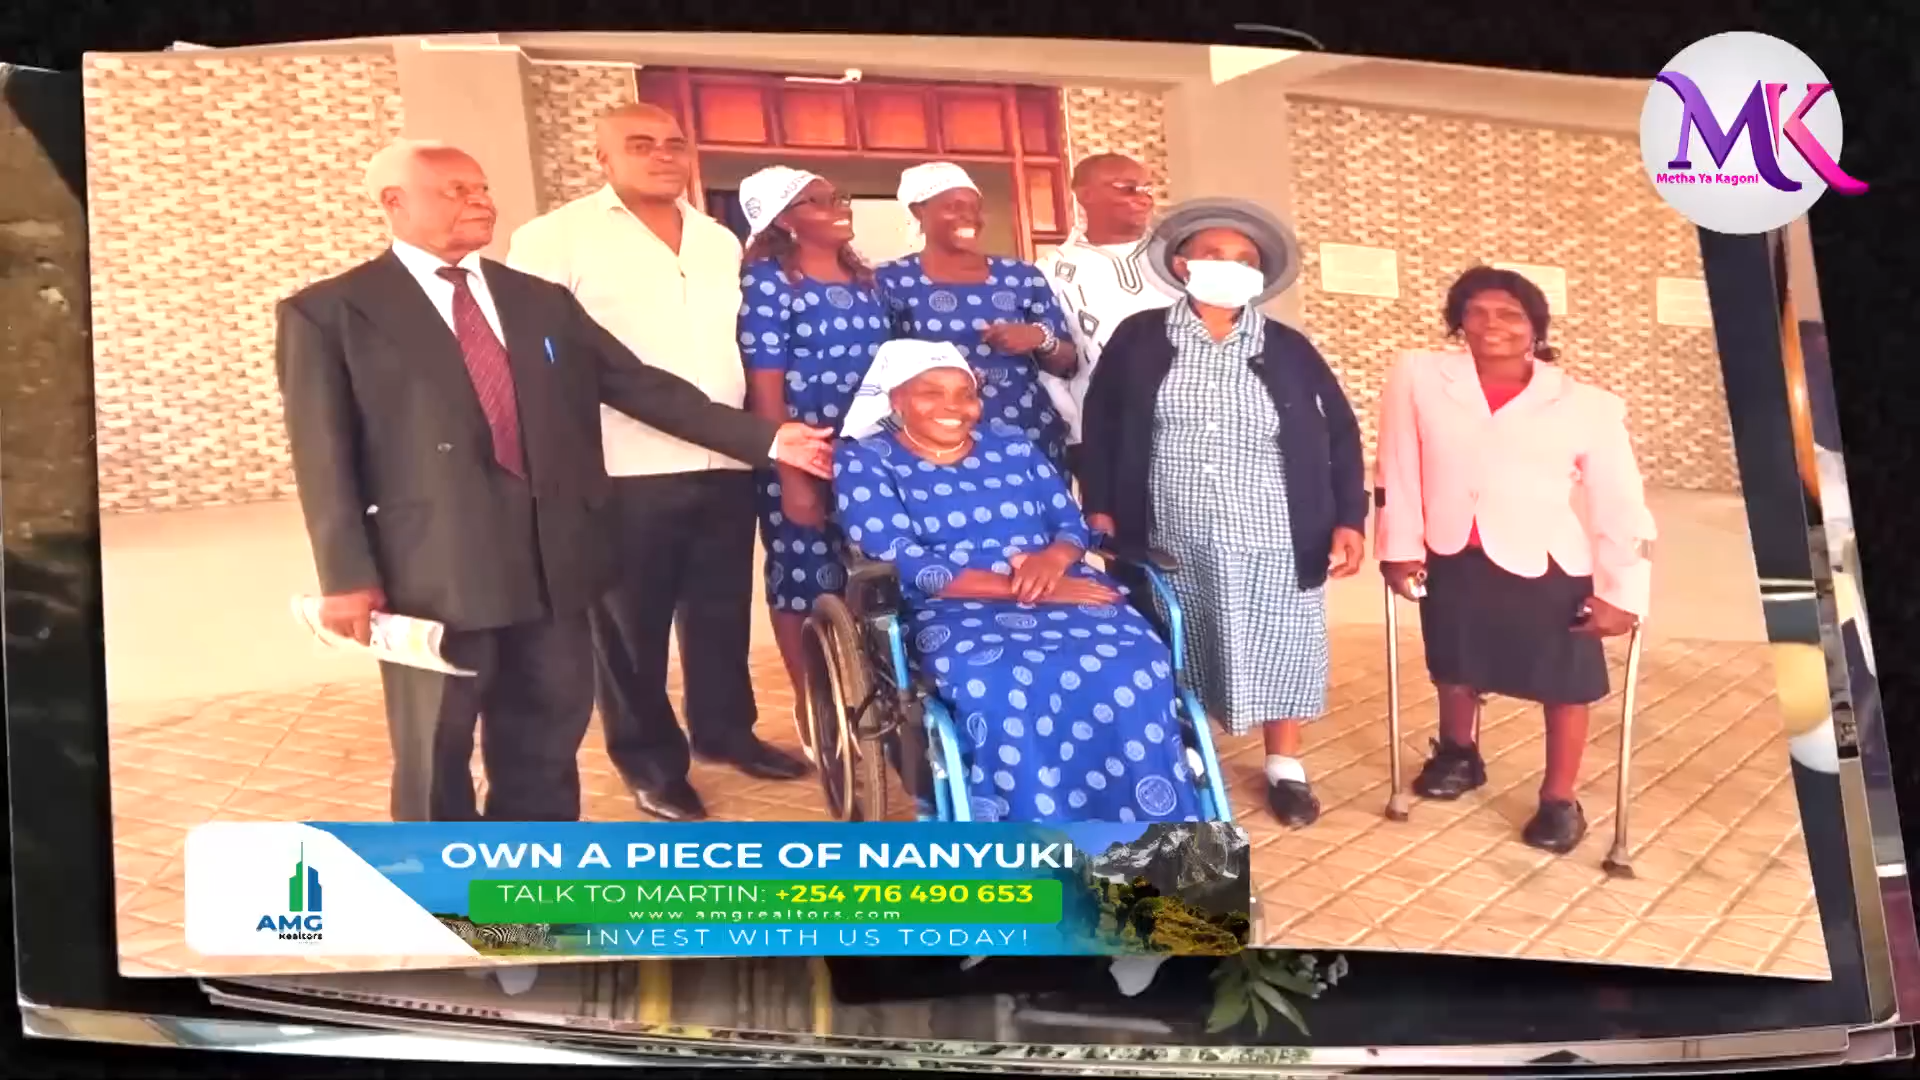 MK
Metha Ya Kagoni
OWN A PIECE OF NANYUKI
TALK TO MARTIN: +254 716 490 653
www.amgrealtors.com
INVEST WITH US TODAY!
AMG
Realtors